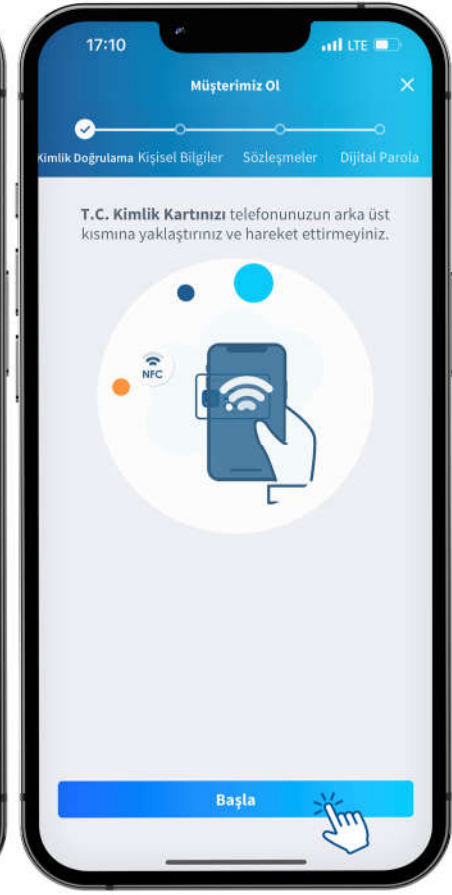 17:10
LTE
Müşterimiz Ol
Kimlik Doğrulama Kişisel Bilgiler Sözleşmeler Dijital Parola
T.C. Kimlik Kartınızı telefonunuzun arka üst
kısmına yaklaştırınız ve hareket ettirmeyiniz.
NFC
Başla